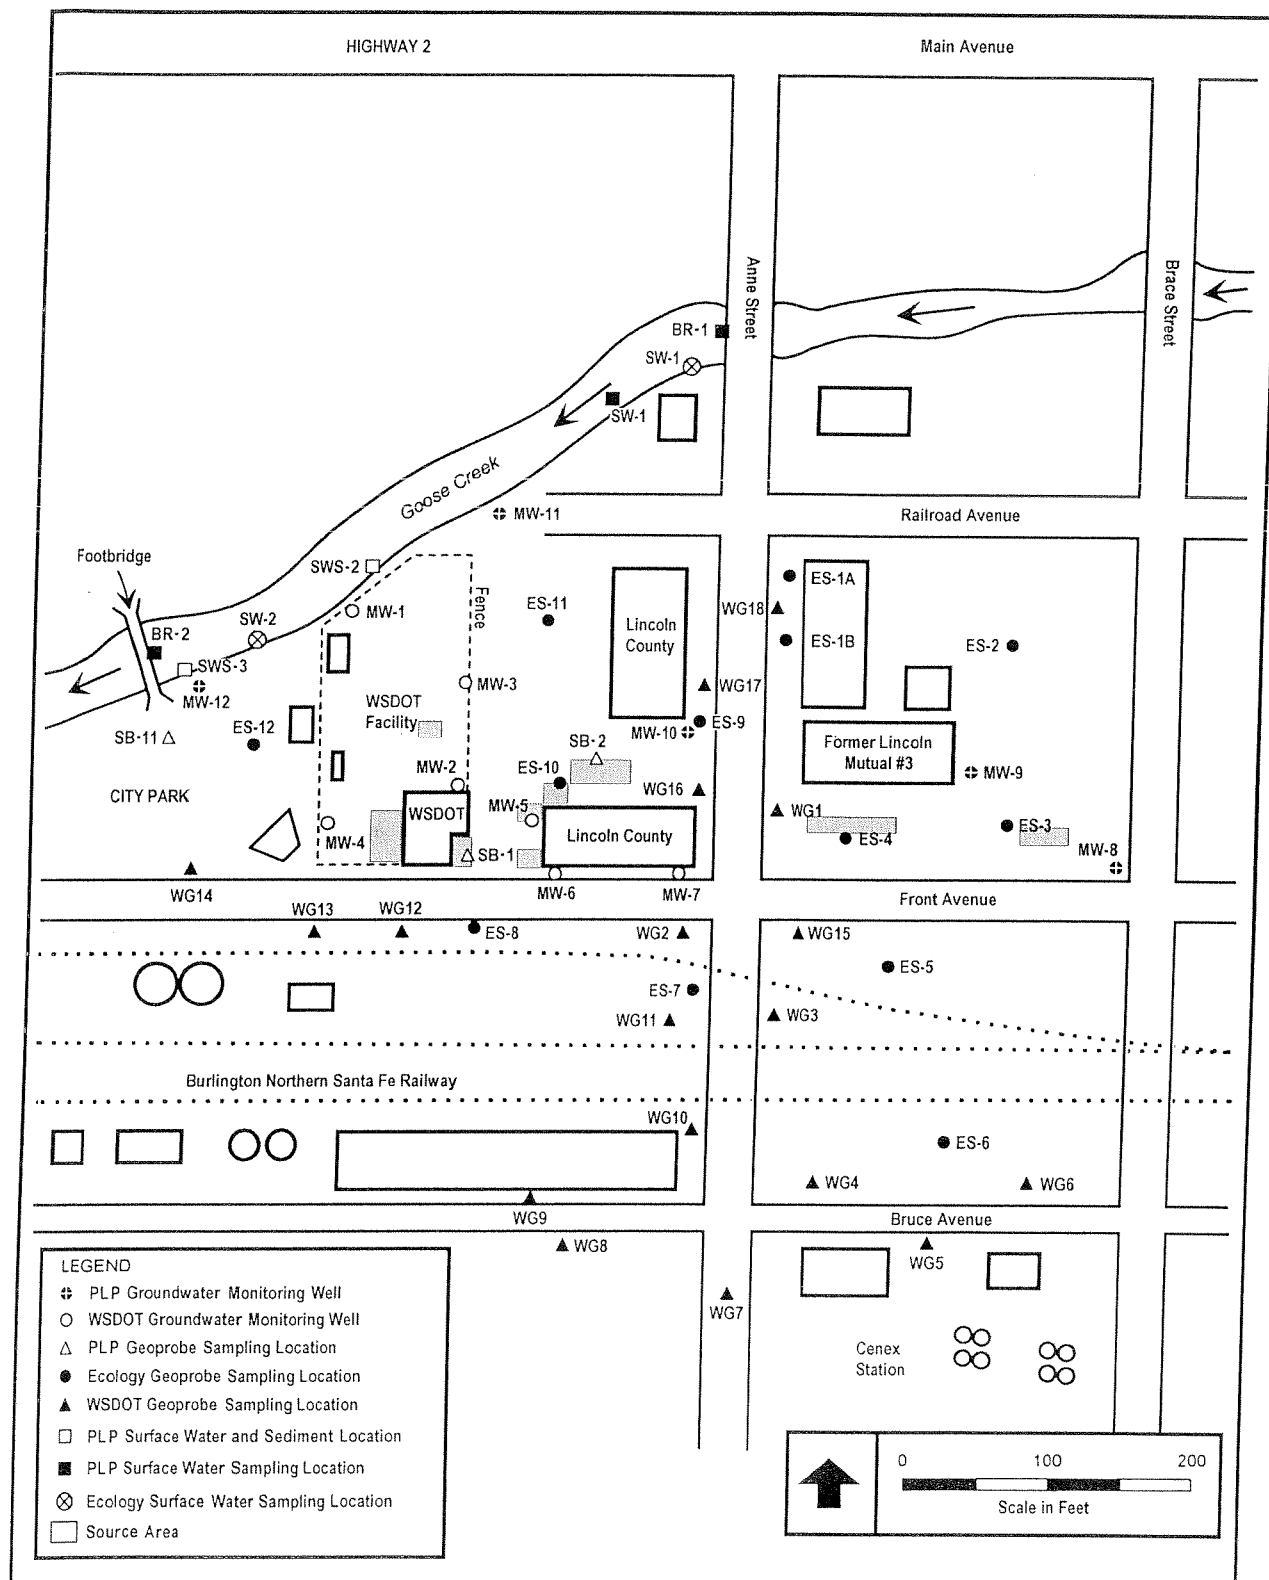 HIGHWAY 2
Main Avenue
Anne Street
Brace Street
BR-1
SW-1
SW-1
Goose Creek
MW-11
Railroad Avenue
Footbridge
SWS-2
ES-1A
MW-1
Fence
ES-11
WG18
SW-2
BR-2
Lincoln
County
ES-1B
ES-2
SWS-3
MW-12
MW-3
WG17
WSDOT
Facility
ES-12
SB-11
MW-10
ES-9
SB-2
Former Lincoln
Mutual #3
MW-2
ES-10
MW-9
CITY PARK
WG16
WSDOT
MW-5
WG1
Lincoln County
ES-3
MW-4
ES-4
SB-1
MW-8
WG14
MW-6
MW-7
Front Avenue
WG13
WG12
ES-8
WG2
WG15
ES-5
ES-7
WG11
WG3
Burlington Northern Santa Fe Railway
WG10
ES-6
WG4
WG6
WG9
Bruce Avenue
WG8
WG5
WG7
Cenex
Station
LEGEND
PLP Groundwater Monitoring Well
WSDOT Groundwater Monitoring Well
PLP Geoprobe Sampling Location
Ecology Geoprobe Sampling Location
WSDOT Geoprobe Sampling Location
PLP Surface Water and Sediment Location
PLP Surface Water Sampling Location
Ecology Surface Water Sampling Location
Source Area
0 100 200
Scale in Feet